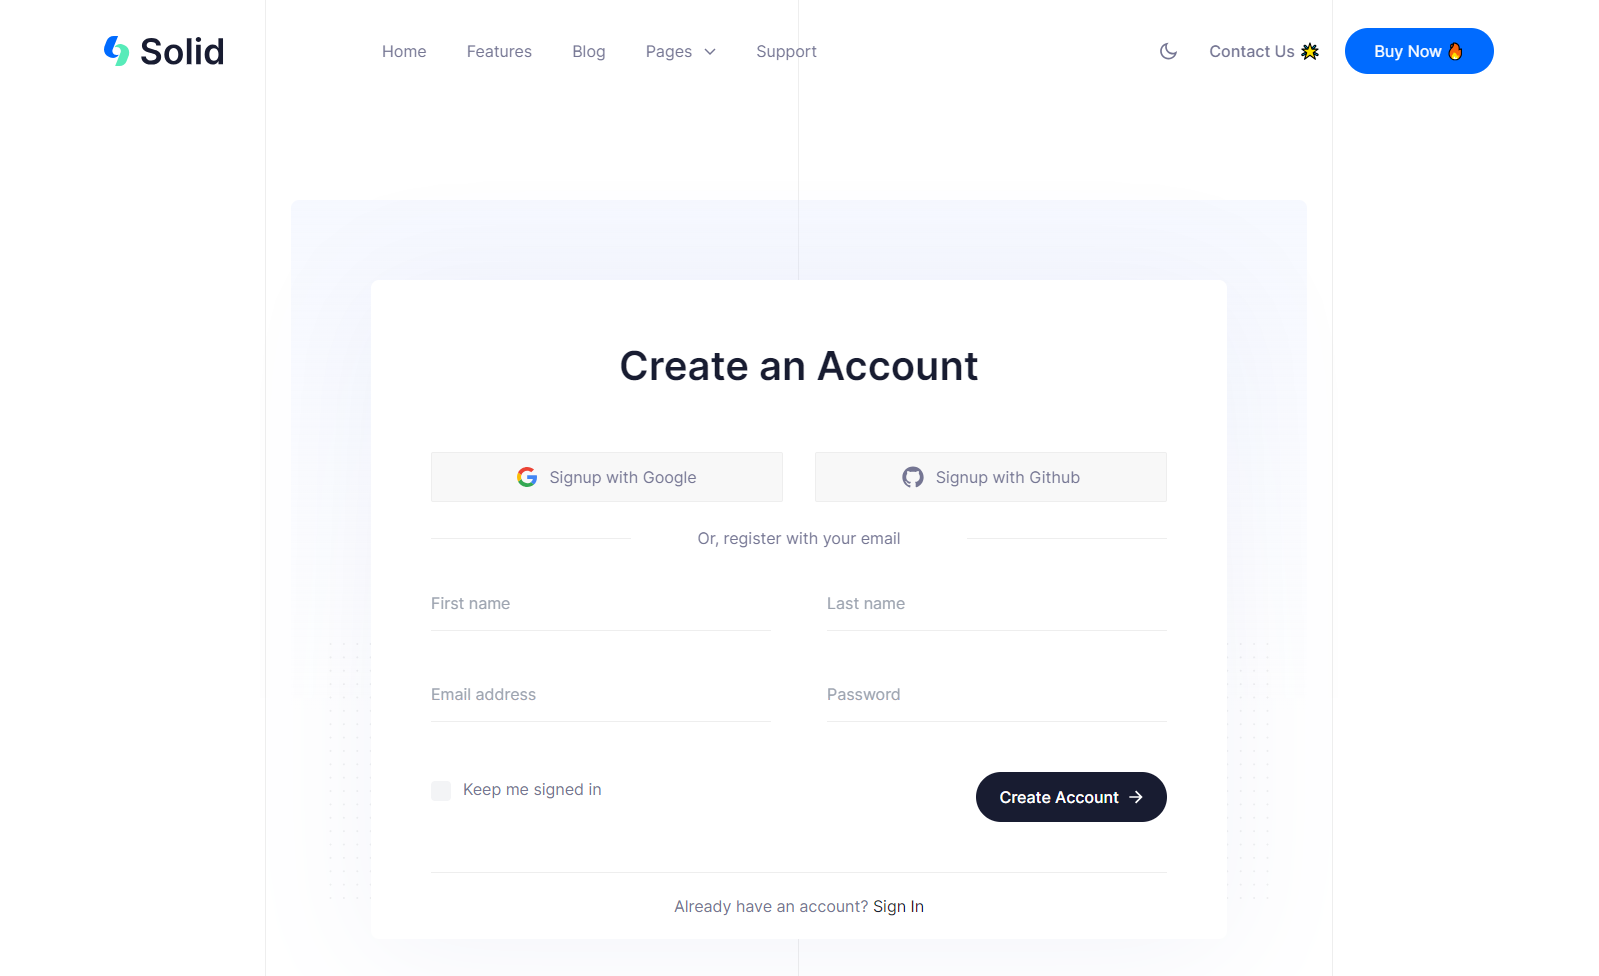 Solid
Home Features Blog Pages Support Contact Us Buy Now
Create an Account
Signup with Google Signup with Github
Or, register with your email
First name Last name
Email address Password
Keep me signed in Create Account
Already have an account? Sign In